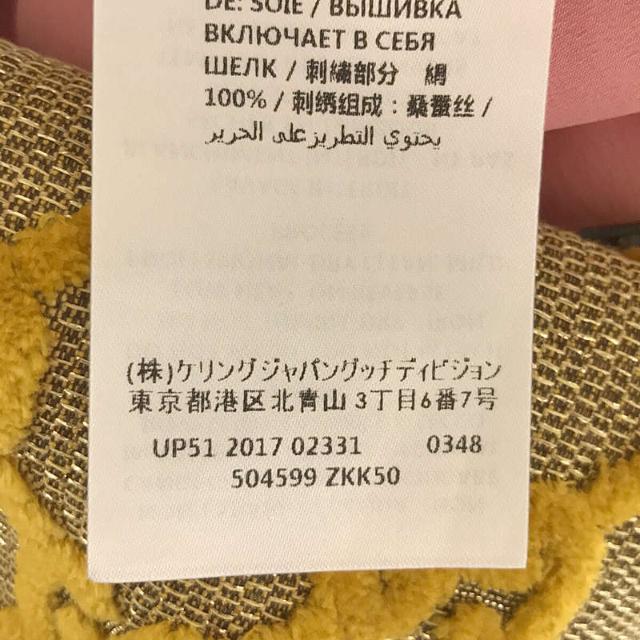 DE: SOIE / ВЫШИВКА
ВКЛЮЧАЕТ В СЕБЯ
ШЕЛК / 刺繍部分　絹
100% / 刺绣组成：桑蚕丝 /
يحتوي التطريز على الحرير
(株)ケリングジャパングッチディビジョン
東京都港区北青山 3丁目6番7号
UP51 2017 02331 0348
504599 ZKK50